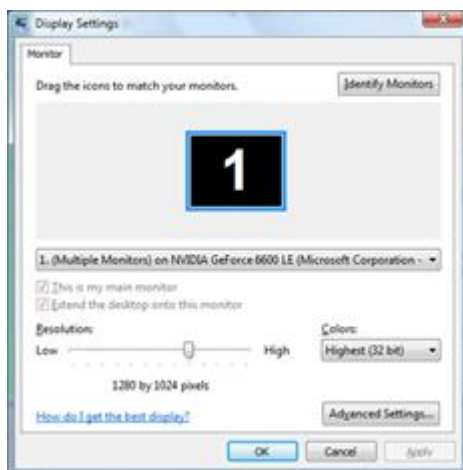 Display Settings
Monitor
Drag the icons to match your monitors.
Identify Monitors
1
1. (Multiple Monitors) on NVIDIA GeForce 6600 LE (Microsoft Corporation -
This is my main monitor
Extend the desktop onto this monitor
Resolution:
Colors:
Low
High
Highest (32 bit)
1280 by 1024 pixels
How do I get the best display?
Advanced Settings...
OK
Cancel
Apply